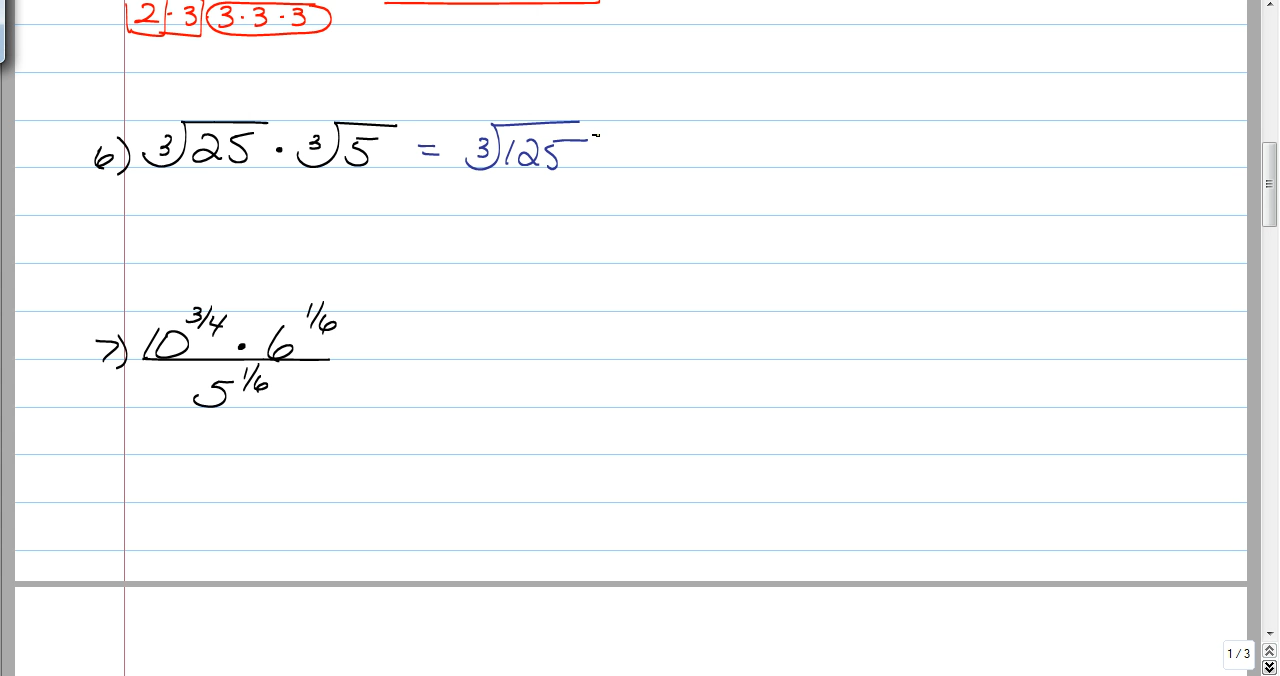 2 · 3 3 · 3 · 3
6) ∛25 · ∛5 = ∛125
7) 10^3/4 · 6^1/6
5^1/6
1 / 3